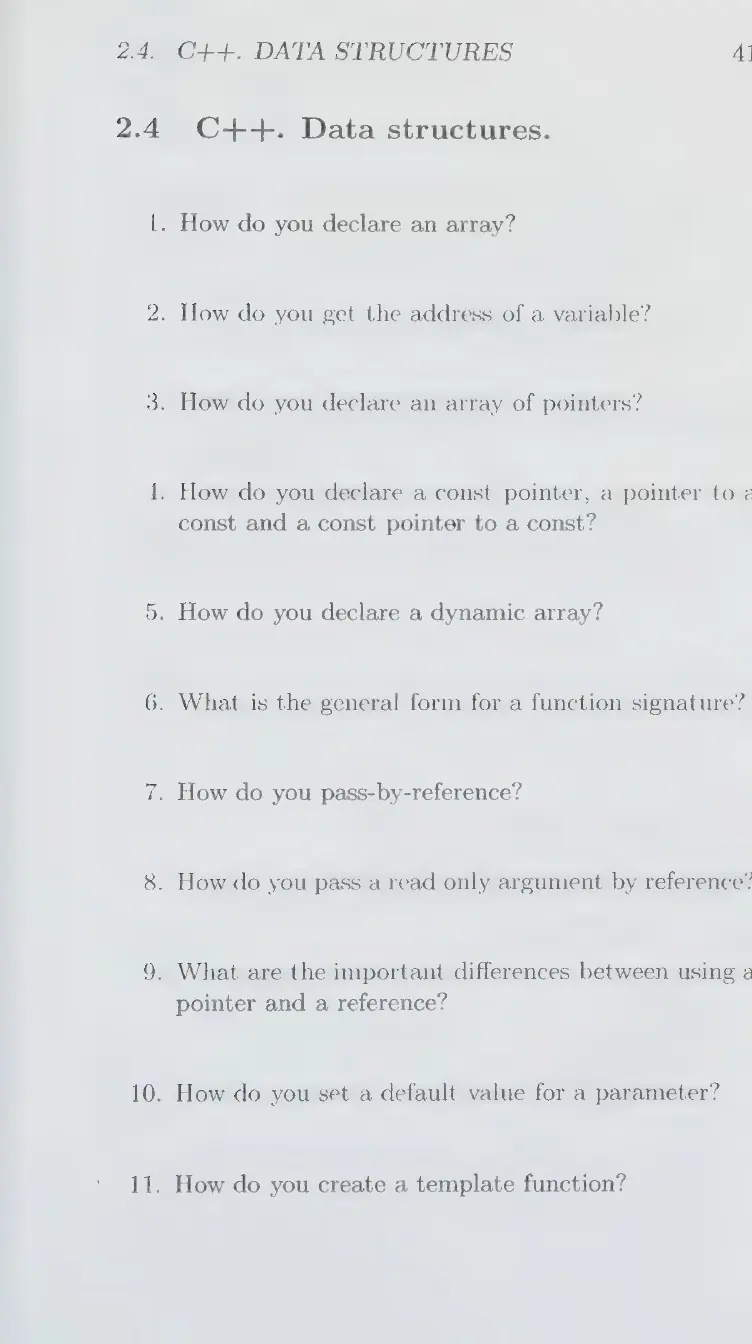 2.4. C++. DATA STRUCTURES 41
2.4 C++. Data structures.
1. How do you declare an array?
2. How do you get the address of a variable?
3. How do you declare an array of pointers?
4. How do you declare a const pointer, a pointer to a
const and a const pointer to a const?
5. How do you declare a dynamic array?
6. What is the general form for a function signature?
7. How do you pass-by-reference?
8. How do you pass a read only argument by reference?
9. What are the important differences between using a
pointer and a reference?
10. How do you set a default value for a parameter?
11. How do you create a template function?